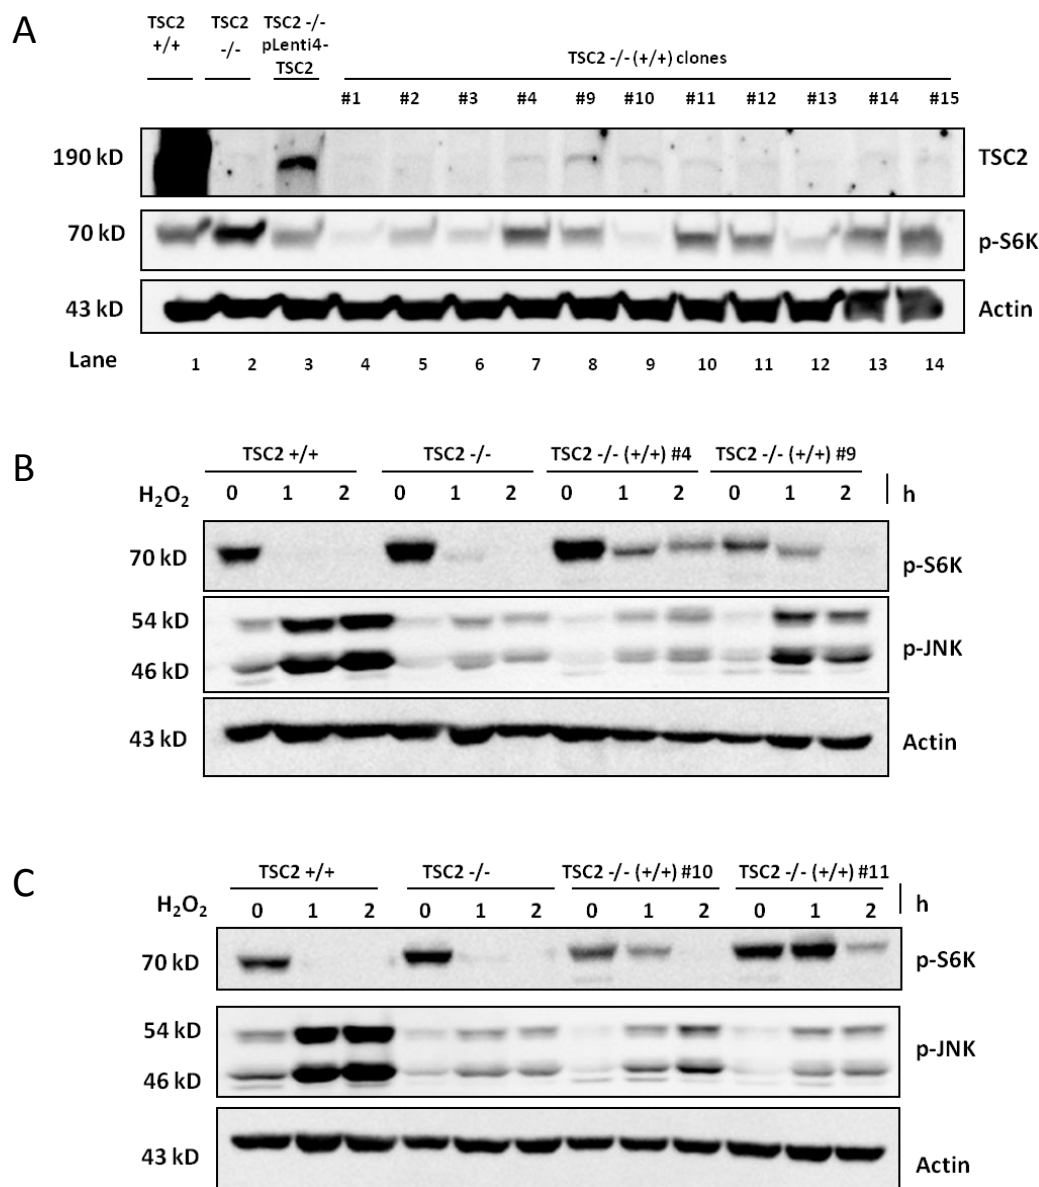 A
TSC2 +/+
TSC2 -/-
TSC2 -/- pLenti4-TSC2
TSC2 -/- (+/+) clones
#1 #2 #3 #4 #9 #10 #11 #12 #13 #14 #15
190 kD TSC2
70 kD p-S6K
43 kD Actin
Lane 1 2 3 4 5 6 7 8 9 10 11 12 13 14
B
TSC2 +/+ TSC2 -/- TSC2 -/- (+/+) #4 TSC2 -/- (+/+) #9
H₂O₂ 0 1 2 0 1 2 0 1 2 0 1 2 h
70 kD p-S6K
54 kD
p-JNK
46 kD
43 kD Actin
C
TSC2 +/+ TSC2 -/- TSC2 -/- (+/+) #10 TSC2 -/- (+/+) #11
H₂O₂ 0 1 2 0 1 2 0 1 2 0 1 2 h
70 kD p-S6K
54 kD
p-JNK
46 kD
43 kD Actin